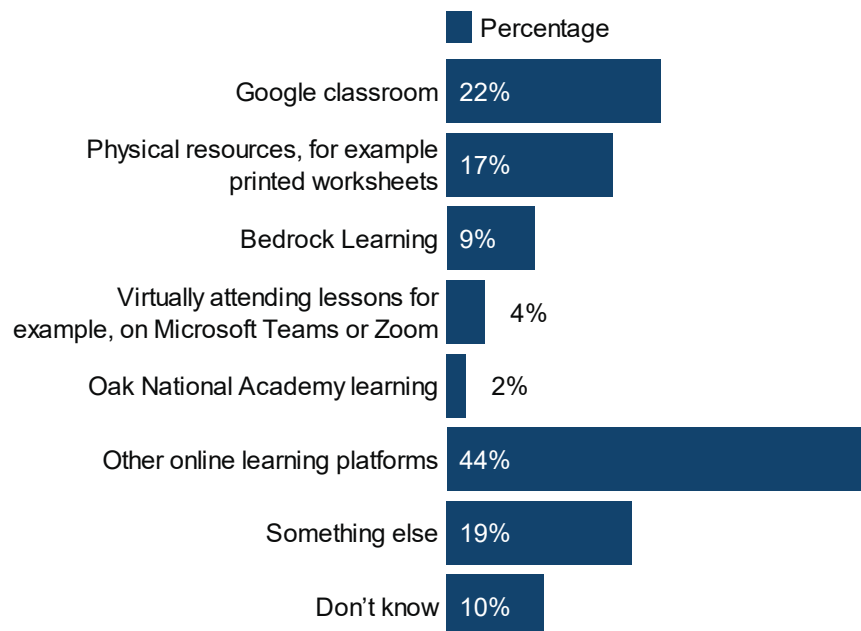 Percentage
Google classroom
22%
Physical resources, for example
printed worksheets
17%
Bedrock Learning
9%
Virtually attending lessons for
example, on Microsoft Teams or Zoom
4%
Oak National Academy learning
2%
Other online learning platforms
44%
Something else
19%
Don’t know
10%